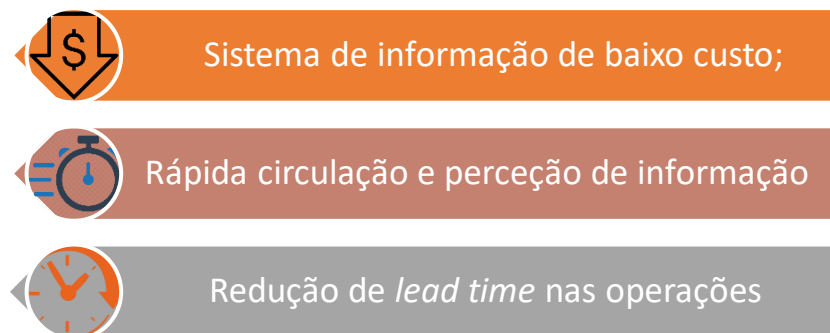 $
Sistema de informação de baixo custo;
Rápida circulação e perceção de informação
Redução de lead time nas operações